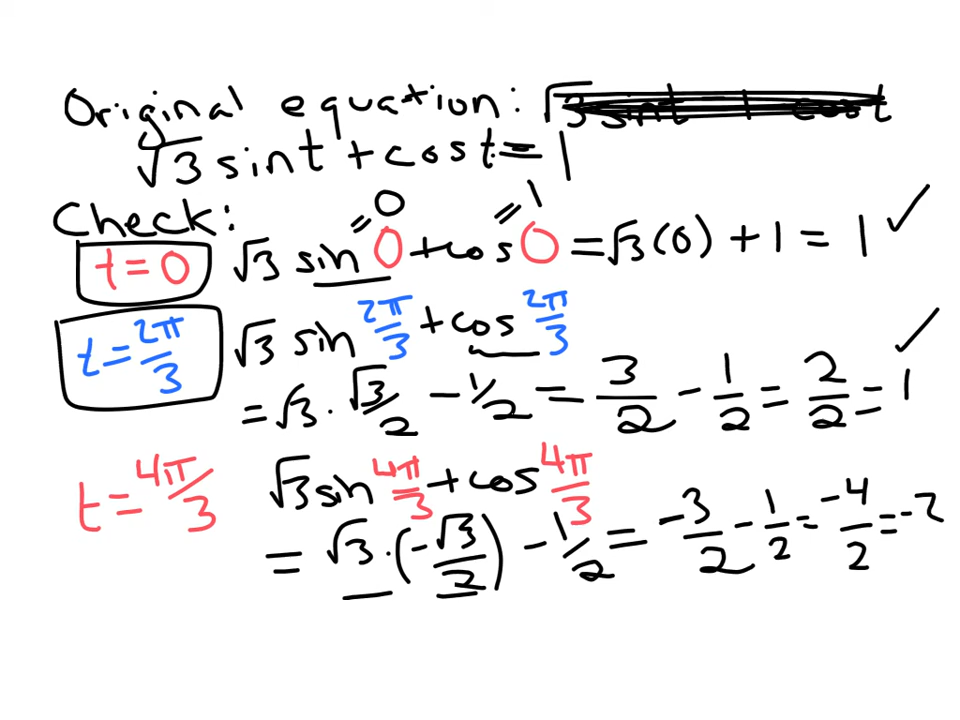 Original equation:
√3 sint + cost = 1
Check:
t = 0 √3 sin 0 + cos 0 = √3 (0) + 1 = 1 ✓
= 0 = 1
t = 2π/3 √3 sin 2π/3 + cos 2π/3
= √3 · √3/2 - 1/2 = 3/2 - 1/2 = 2/2 = 1 ✓
t = 4π/3 √3 sin 4π/3 + cos 4π/3
= √3 · (-√3/2) - 1/2 = -3/2 - 1/2 = -4/2 = -2